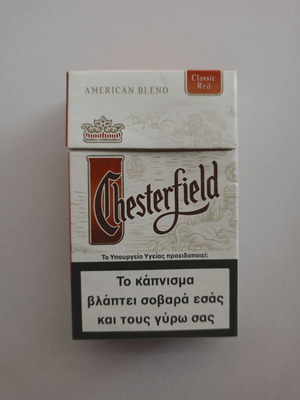 AMERICAN BLEND
Classic
Red
Chesterfield
Το Υπουργείο Υγείας προειδοποιεί:
Το κάπνισμα
βλάπτει σοβαρά εσάς
και τους γύρω σας